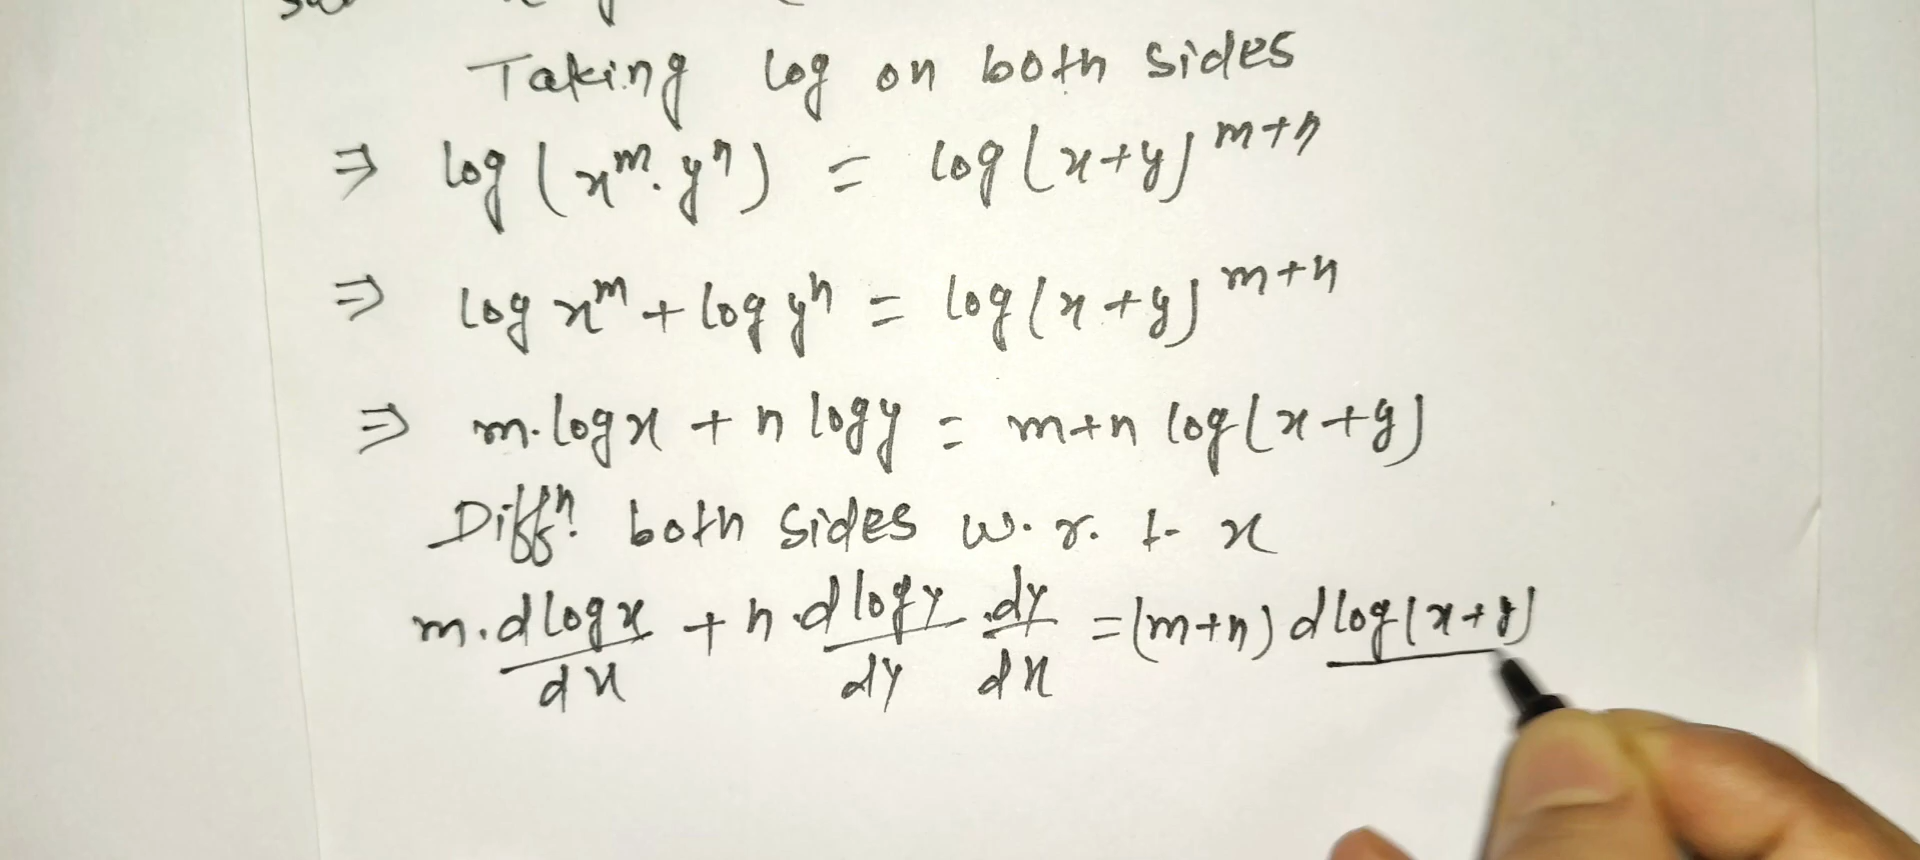 Taking log on both sides
⇒ log (x^m. y^n) = log (x+y)^m+n
⇒ log x^m + log y^n = log (x+y)^m+n
⇒ m. log x + n log y = m+n log (x+y)
Diff^n. both sides w. r. t- x
m. d log x / dx + n . d log y / dy . dy / dx = (m+n) d log (x+y)